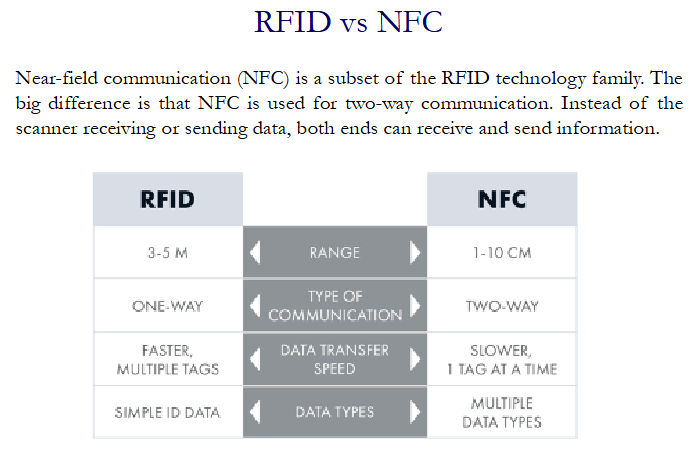 RFID vs NFC
Near-field communication (NFC) is a subset of the RFID technology family. The
big difference is that NFC is used for two-way communication. Instead of the
scanner receiving or sending data, both ends can receive and send information.
RFID NFC
3-5 M RANGE 1-10 CM
ONE-WAY TYPE OF COMMUNICATION TWO-WAY
FASTER, MULTIPLE TAGS DATA TRANSFER SPEED SLOWER, 1 TAG AT A TIME
SIMPLE ID DATA DATA TYPES MULTIPLE DATA TYPES